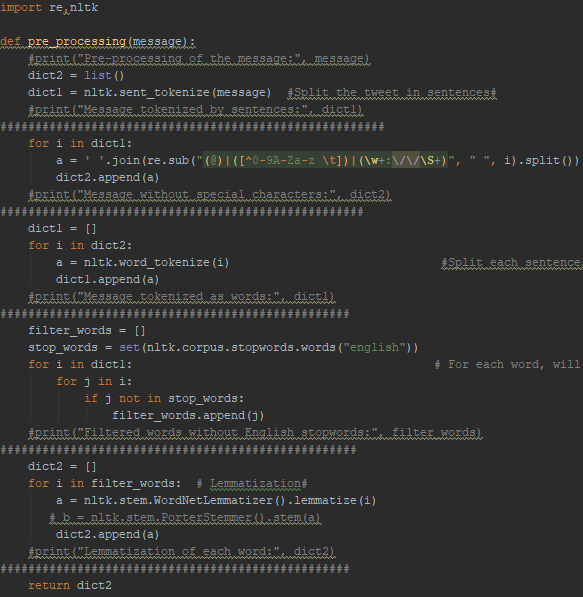 import re,nltk
def pre_processing(message):
#print("Pre-processing of the message:", message)
dict2 = list()
dict1 = nltk.sent_tokenize(message)  #Split the tweet in sentences#
#print("Message tokenized by sentences:", dict1)
#######################################################
for i in dict1:
a = ' '.join(re.sub("(@)|([^0-9A-Za-z \t])|(\w+:\/\/\S+)", " ", i).split())
dict2.append(a)
#print("Message without special characters:", dict2)
####################################################
dict1 = []
for i in dict2:
a = nltk.word_tokenize(i)                              #Split each sentences
dict1.append(a)
#print("Message tokenized as words:", dict1)
##################################################
filter_words = []
stop_words = set(nltk.corpus.stopwords.words("english"))
for i in dict1:                                           # For each word, will
for j in i:
if j not in stop_words:
filter_words.append(j)
#print("Filtered words without English stopwords:", filter_words)
###################################################
dict2 = []
for i in filter_words:  # Lemmatization#
a = nltk.stem.WordNetLemmatizer().lemmatize(i)
# b = nltk.stem.PorterStemmer().stem(a)
dict2.append(a)
#print("Lemmatization of each word:", dict2)
##################################################
return dict2